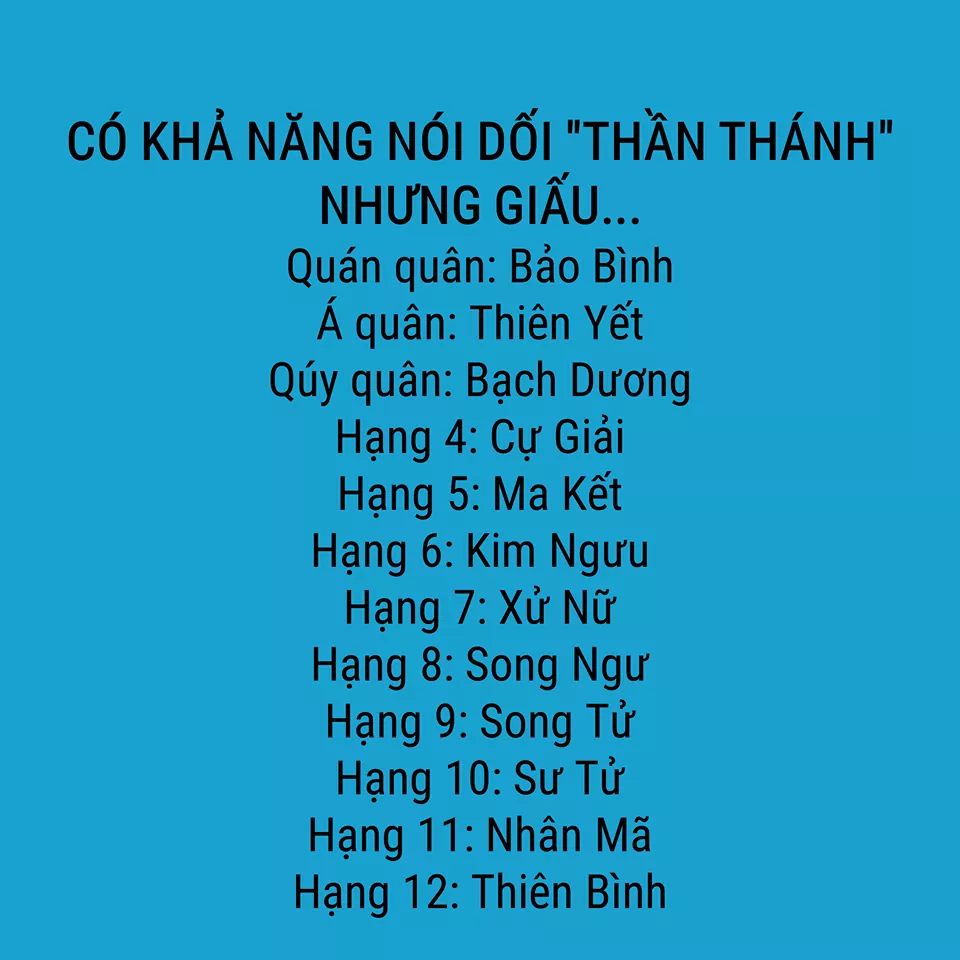 CÓ KHẢ NĂNG NÓI DỐI "THẦN THÁNH"
NHƯNG GIẤU...
Quán quân: Bảo Bình
Á quân: Thiên Yết
Qúy quân: Bạch Dương
Hạng 4: Cự Giải
Hạng 5: Ma Kết
Hạng 6: Kim Ngưu
Hạng 7: Xử Nữ
Hạng 8: Song Ngư
Hạng 9: Song Tử
Hạng 10: Sư Tử
Hạng 11: Nhân Mã
Hạng 12: Thiên Bình